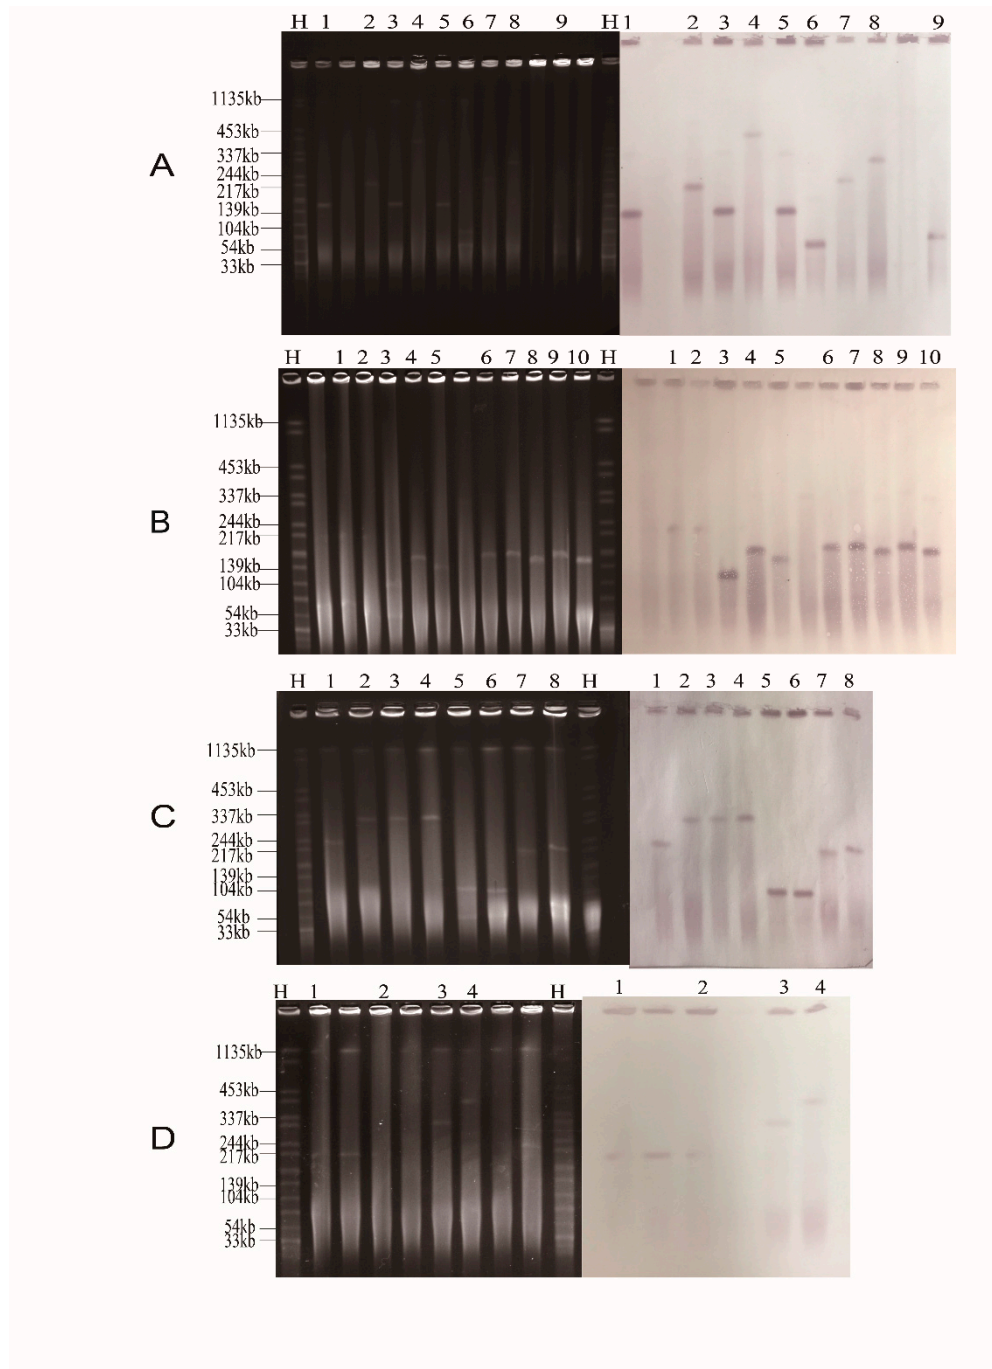 H 1 2 3 4 5 6 7 8 9 H 1 2 3 4 5 6 7 8 9
1135kb
453kb
337kb
244kb
217kb
139kb
104kb
54kb
33kb
A
H 1 2 3 4 5 6 7 8 9 10 H 1 2 3 4 5 6 7 8 9 10
1135kb
453kb
337kb
244kb
217kb
139kb
104kb
54kb
33kb
B
H 1 2 3 4 5 6 7 8 H 1 2 3 4 5 6 7 8
1135kb
453kb
337kb
244kb
217kb
139kb
104kb
54kb
33kb
C
H 1 2 3 4 H 1 2 3 4
1135kb
453kb
337kb
244kb
217kb
139kb
104kb
54kb
33kb
D